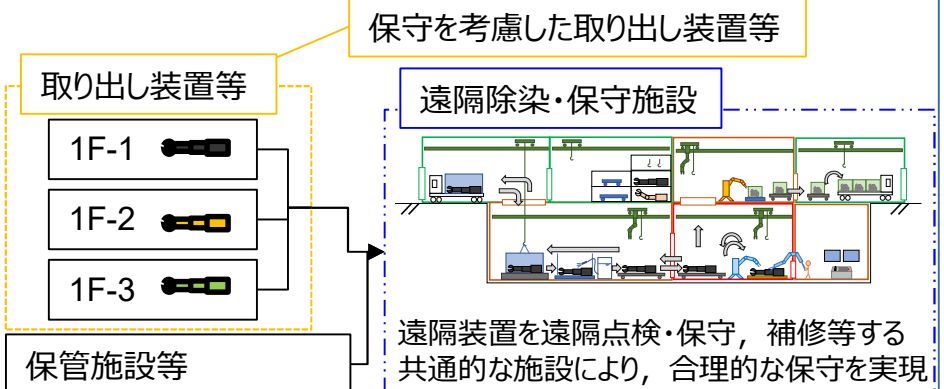 保守を考慮した取り出し装置等
取り出し装置等
遠隔除染・保守施設
1F-1
1F-2
1F-3
保管施設等
遠隔装置を遠隔点検・保守，補修等する
共通的な施設により，合理的な保守を実現